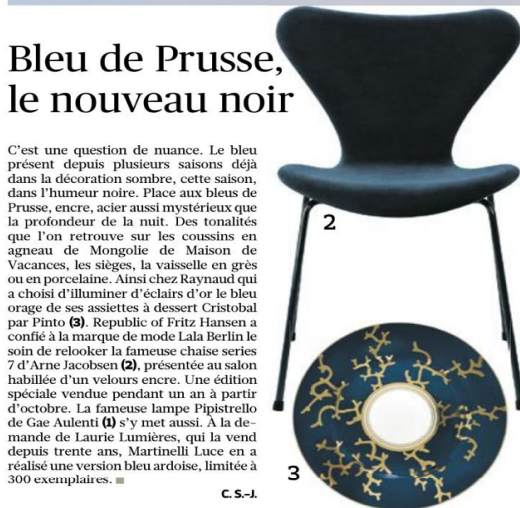 Bleu de Prusse,
le nouveau noir
C'est une question de nuance. Le bleu
présent depuis plusieurs saisons déjà
dans la décoration sombre, cette saison,
dans l'humeur noire. Place aux bleus de
Prusse, encre, acier aussi mystérieux que
la profondeur de la nuit. Des tonalités
que l'on retrouve sur les coussins en
agneau de Mongolie de Maison de
Vacances, les sièges, la vaisselle en grès
ou en porcelaine. Ainsi chez Raynaud qui
a choisi d'illuminer d'éclairs d'or le bleu
orage de ses assiettes à dessert Cristobal
par Pinto (3). Republic of Fritz Hansen a
confié à la marque de mode Lala Berlin le
soin de relooker la fameuse chaise series
7 d'Arne Jacobsen (2), présentée au salon
habillée d'un velours encre. Une édition
spéciale vendue pendant un an à partir
d'octobre. La fameuse lampe Pipistrello
de Gae Aulenti (1) s'y met aussi. À la de-
mande de Laurie Lumières, qui la vend
depuis trente ans, Martinelli Luce en a
réalisé une version bleu ardoise, limitée à
300 exemplaires. ■
C. S.-J.
2
3